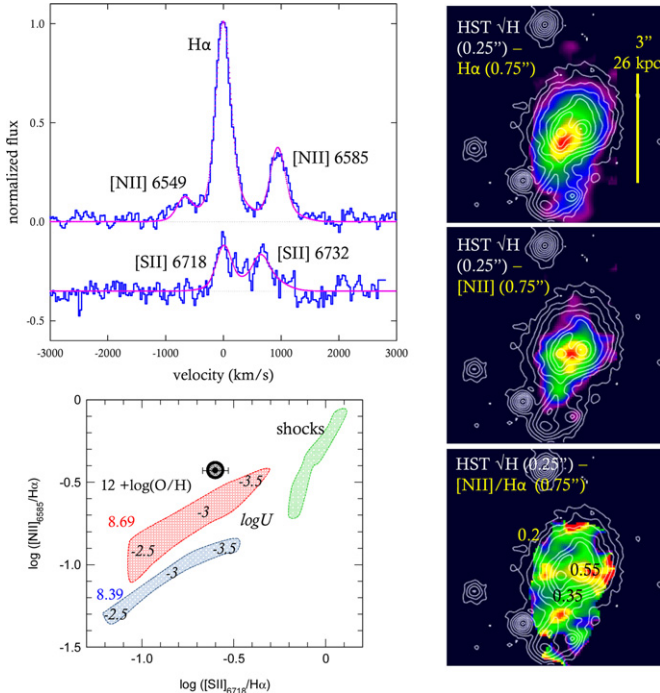 1.0
0.5
0.0
-0.5
normalized flux
Hα
[NII] 6549
[NII] 6585
[SII] 6718
[SII] 6732
-3000 -2000 -1000 0 1000 2000 3000
velocity (km/s)
0
-0.5
-1.0
-1.5
log ([NII]6585/Hα)
shocks
12 +log(O/H)
8.69
-3.5
-3
logU
-2.5
8.39
-3.5
-3
-2.5
-1.0 -0.5 0
log ([SII]6718/Hα)
HST √H
(0.25”) –
Hα (0.75”)
3”
26 kpc
HST √H
(0.25”) –
[NII] (0.75”)
HST √H (0.25”) –
[NII]/Hα (0.75”)
0.2
0.55
0.35